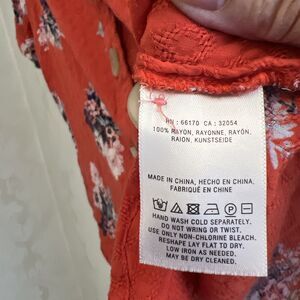 RN : 66170 CA : 32054
100% RAYON, RAYONNE, RAYÓN,
RAION, KUNSTSEIDE
MADE IN CHINA, HECHO EN CHINA,
FABRIQUÉ EN CHINE
HAND WASH COLD SEPARATELY.
DO NOT WRING OR TWIST.
USE ONLY NON-CHLORINE BLEACH.
RESHAPE LAY FLAT TO DRY.
LOW IRON AS NEEDED.
MAY BE DRY CLEANED.